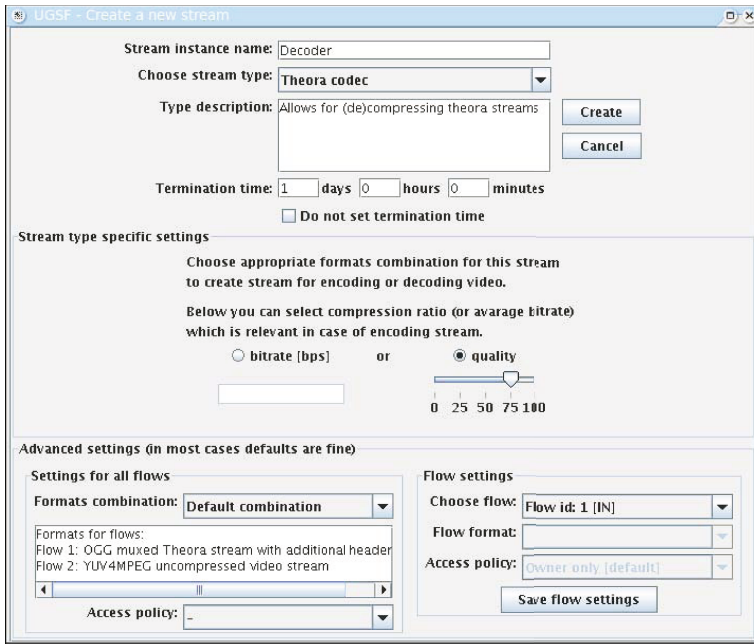 UGSF - Create a new stream
Stream instance name: Decoder
Choose stream type: Theora codec
Type description: Allows for (de)compressing theora streams
Create
Cancel
Termination time: 1 days 0 hours 0 minutes
Do not set termination time
Stream type specific settings
Choose appropriate formats combination for this stream
to create stream for encoding or decoding video.
Below you can select compression ratio (or avarage bitrate)
which is relevant in case of encoding stream.
bitrate [bps] or quality
0 25 50 75 100
Advanced settings (in most cases defaults are fine)
Settings for all flows
Formats combination: Default combination
Formats for flows:
Flow 1: OGG muxed Theora stream with additional header
Flow 2: YUV4MPEG uncompressed video stream
Access policy: –
Flow settings
Choose flow: Flow id: 1 [IN]
Flow format:
Access policy: Owner only [default]
Save flow settings